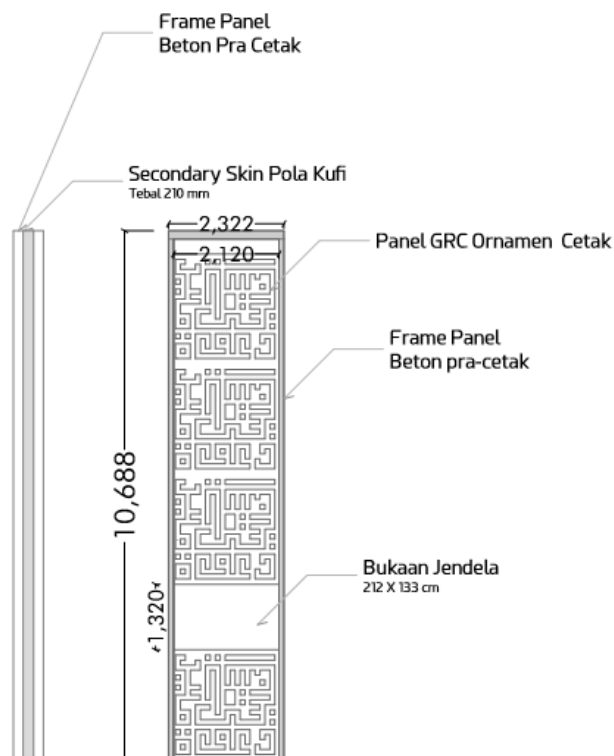 Frame Panel
Beton Pra Cetak
Secondary Skin Pola Kufi
Tebal 210 mm
2,322
2,120
Panel GRC Ornamen Cetak
Frame Panel
Beton pra-cetak
10,688
Bukaan Jendela
212 X 133 cm
1,320